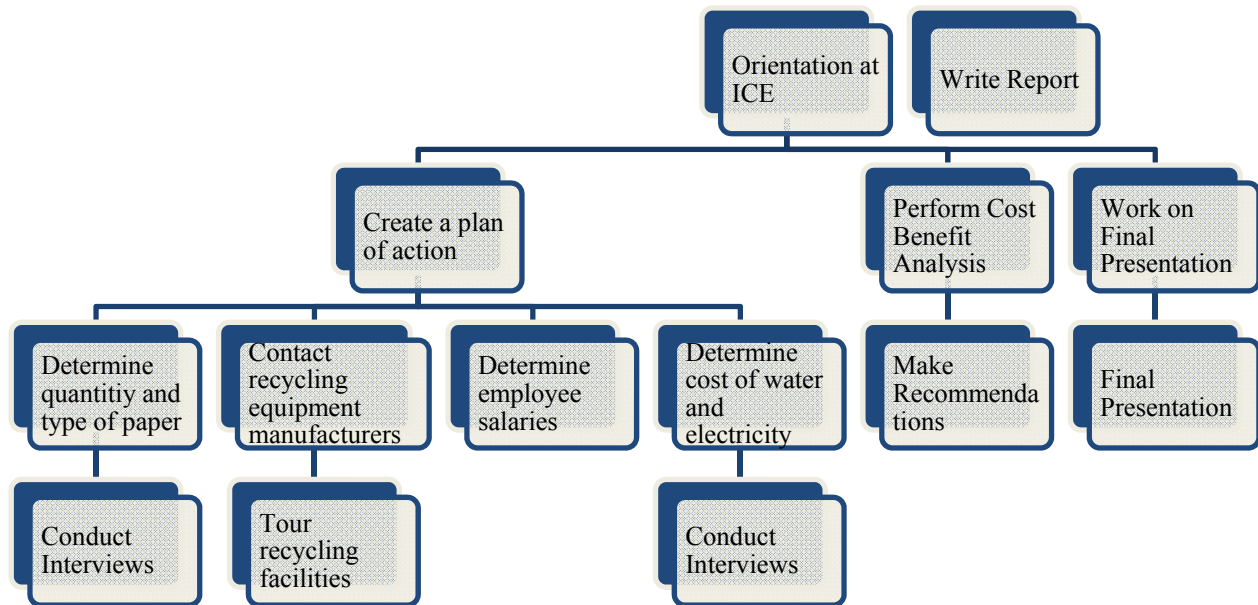 Orientation at
ICE
Write Report
Create a plan
of action
Perform Cost
Benefit
Analysis
Work on
Final
Presentation
Determine
quantitiy and
type of paper
Contact
recycling
equipment
manufacturers
Determine
employee
salaries
Determine
cost of water
and
electricity
Make
Recommenda
tions
Final
Presentation
Conduct
Interviews
Tour
recycling
facilities
Conduct
Interviews